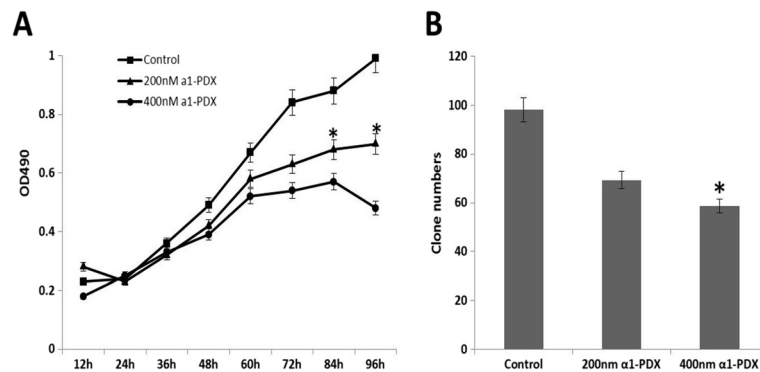 A
OD490
1
0.8
0.6
0.4
0.2
0
Control
200nM a1-PDX
400nM a1-PDX
*
*
12h 24h 36h 48h 60h 72h 84h 96h
B
Clone numbers
120
100
80
60
40
20
0
*
Control 200nm α1-PDX 400nm α1-PDX